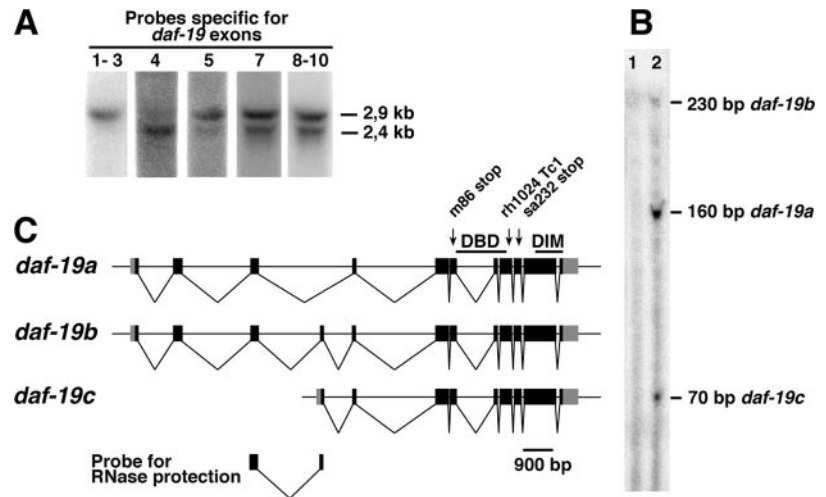 A
Probes specific for
daf-19 exons
1- 3 4 5 7 8-10
2,9 kb
2,4 kb
B
1 2
230 bp daf-19b
160 bp daf-19a
70 bp daf-19c
C
m86 stop
rh1024 Tc1
sa232 stop
DBD DIM
daf-19a
daf-19b
daf-19c
Probe for
RNase protection
900 bp